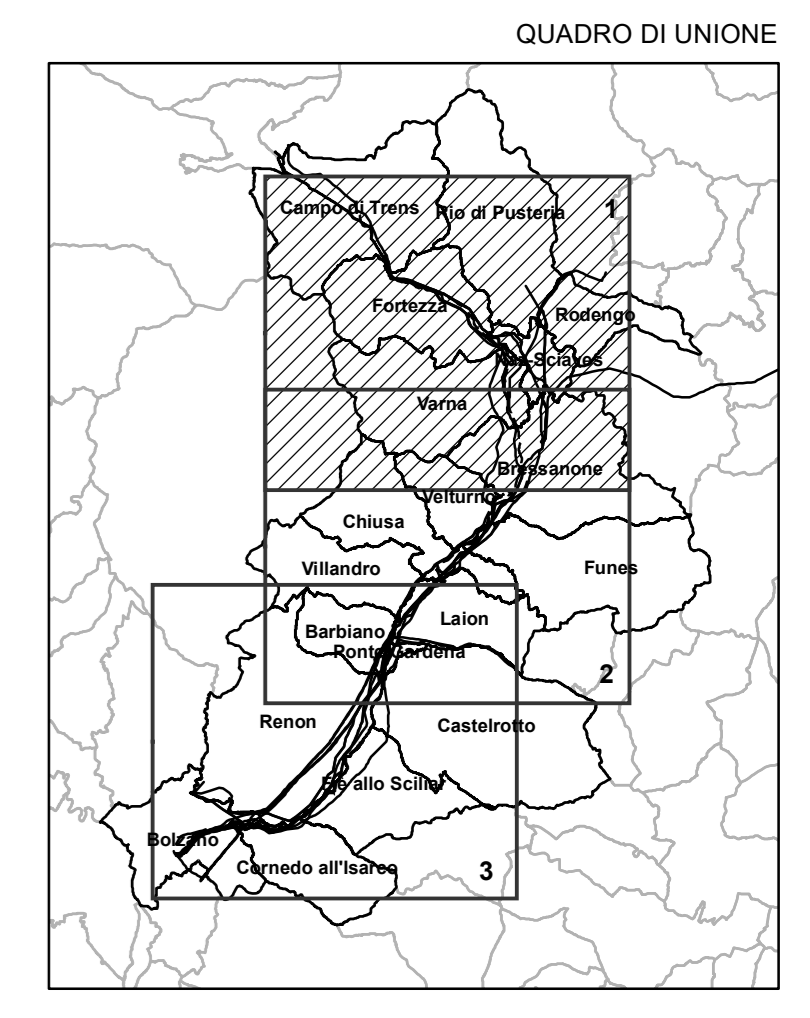 QUADRO DI UNIONE
Campo di Trens
Rio di Pusteria
1
Fortezza
Rodengo
Naz-Sciaves
Varna
Bressanone
Velturno
Chiusa
Villandro
Funes
Laion
Barbiano
Ponte Gardena
2
Renon
Castelrotto
Fie allo Sciliar
Bolzano
Cornedo all'Isarco
3